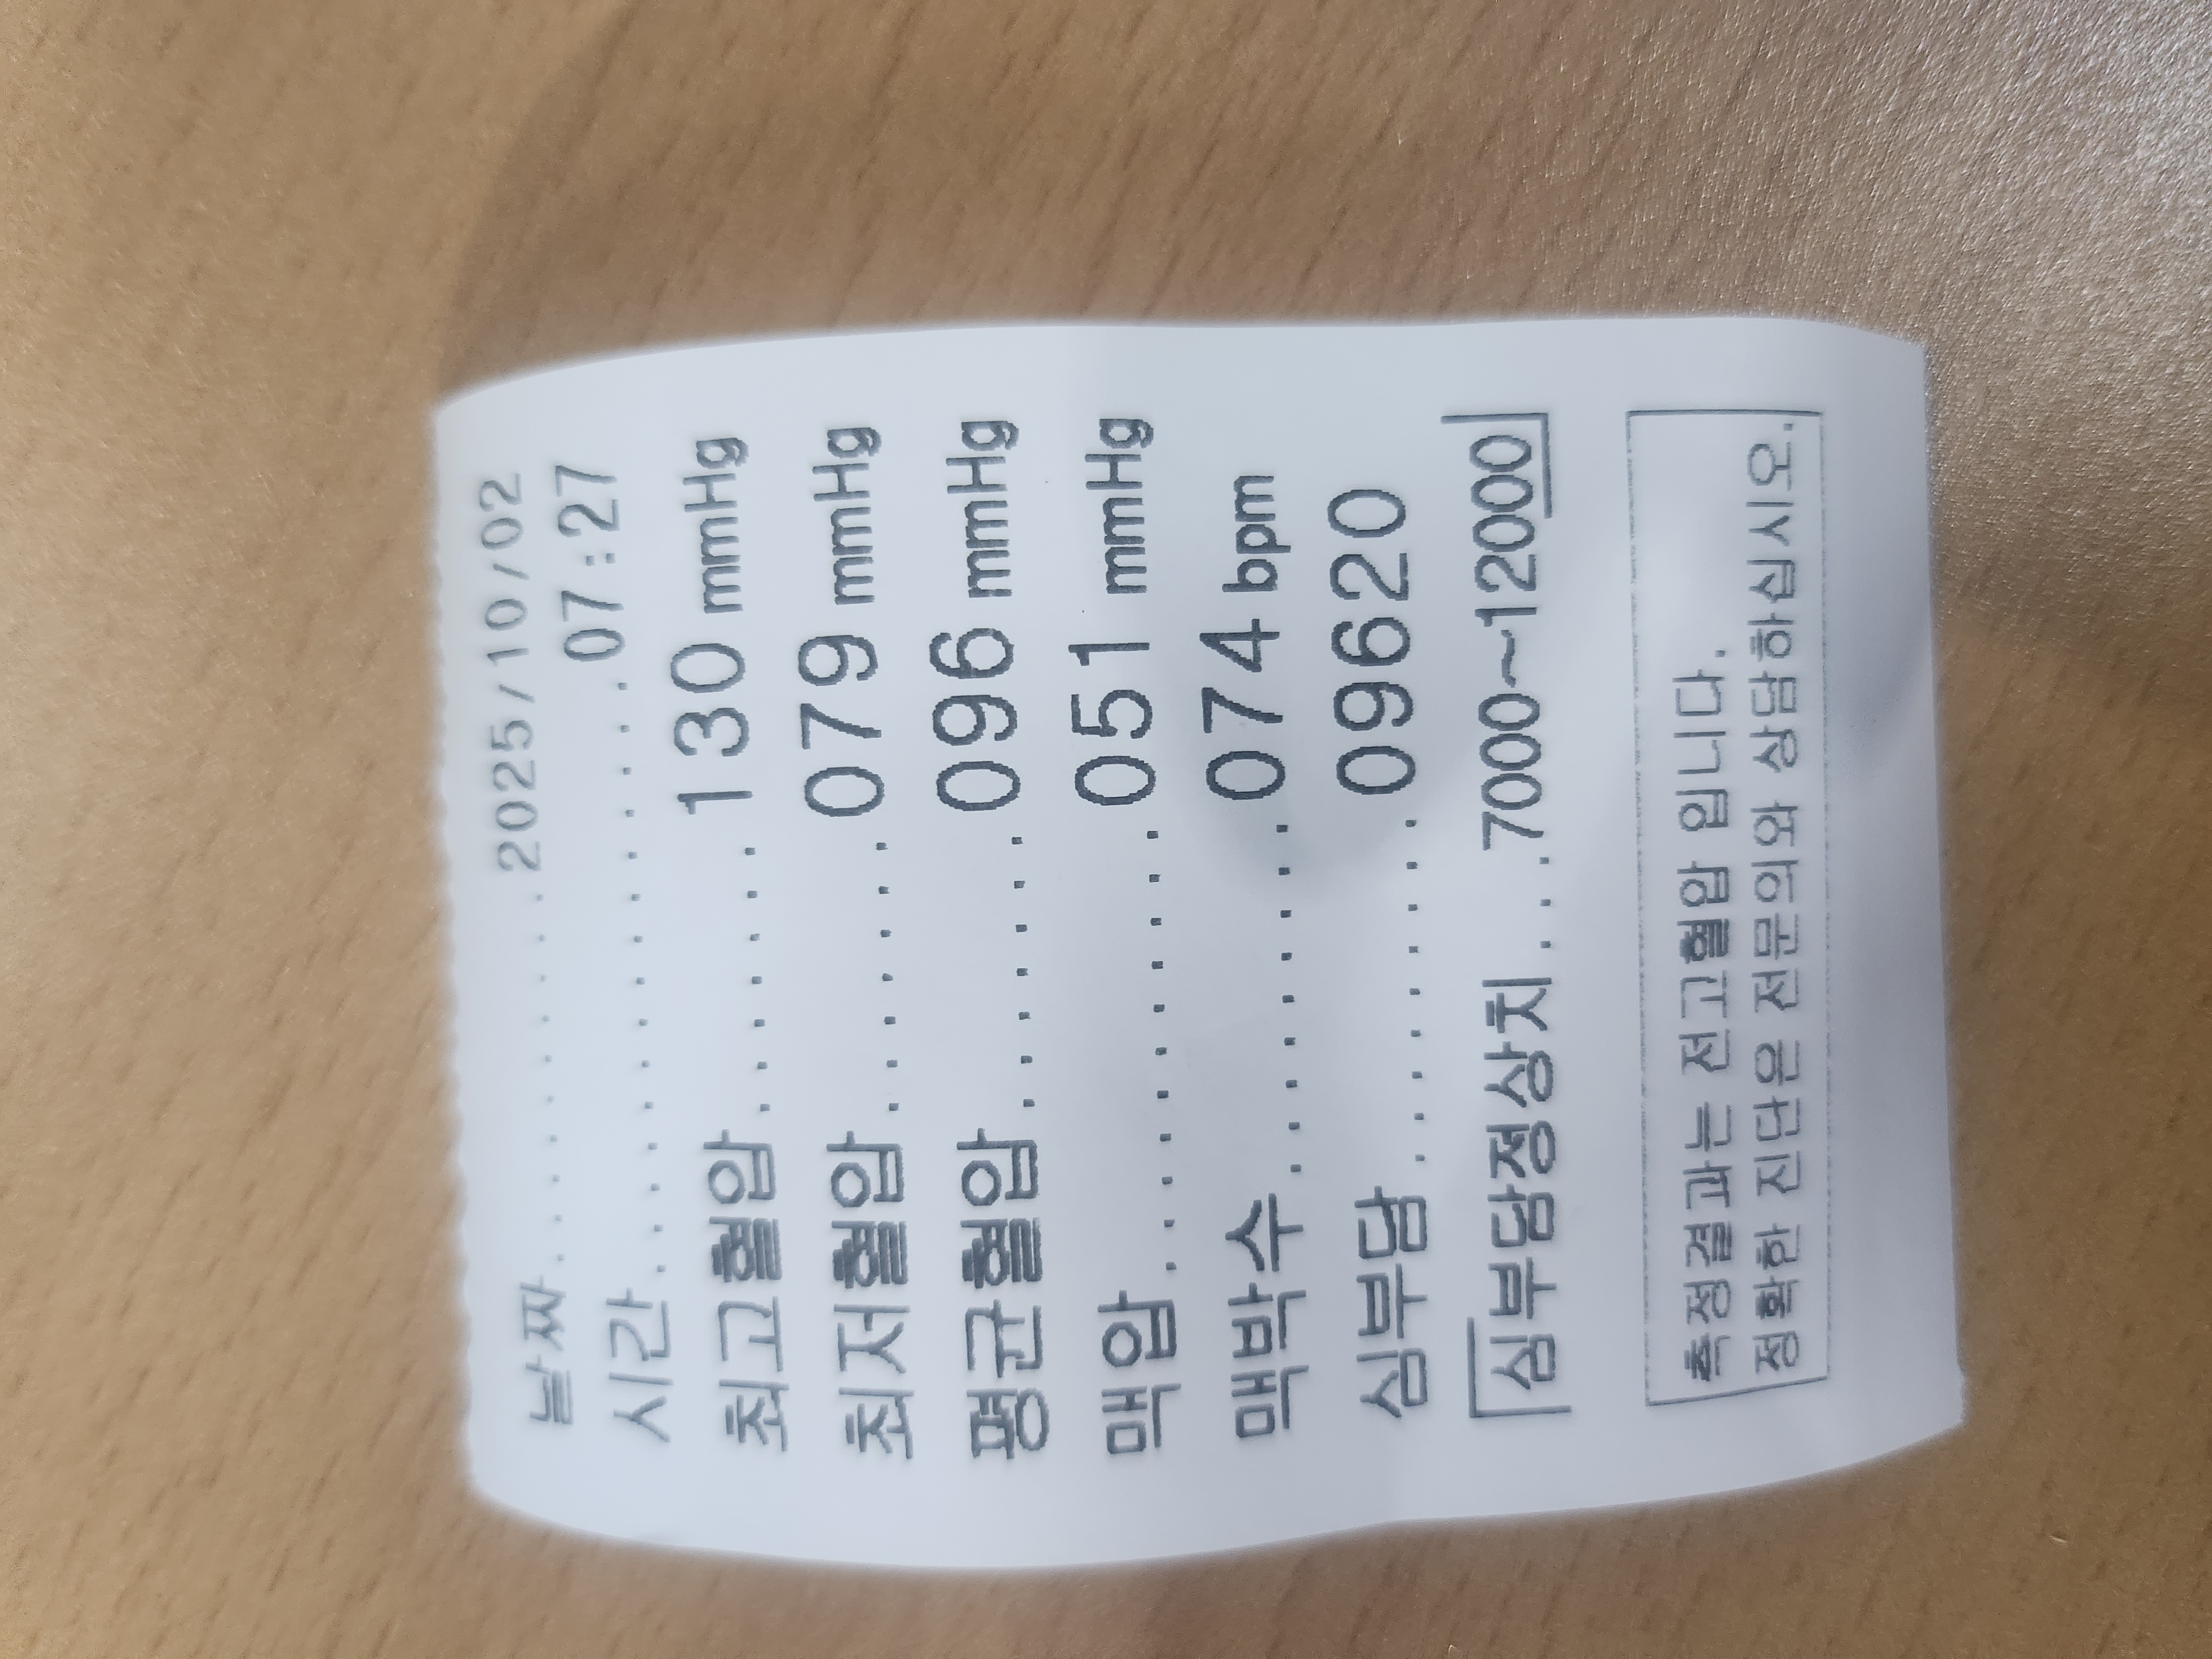 날짜.........2025/10/02
시간.............07:27
최고혈압.......130 mmHg
최저혈압.......079 mmHg
평균혈압.......096 mmHg
맥압...........051 mmHg
맥박수.........074 bpm
심부담.........09620
심부담정상치...7000~12000
측정결과는 전고혈압 입니다.
정확한 진단은 전문의와 상담하십시오.